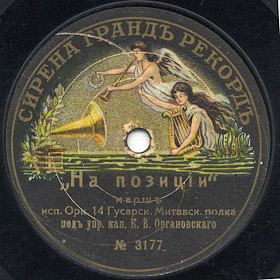 СИРЕНА ГРАНДЪ РЕКОРДЪ
„На позиціи“
маршъ
исп. Орк. 14 Гусарск. Митавск. полка
подъ упр. кап. К. В. Органовскаго
№ 3177